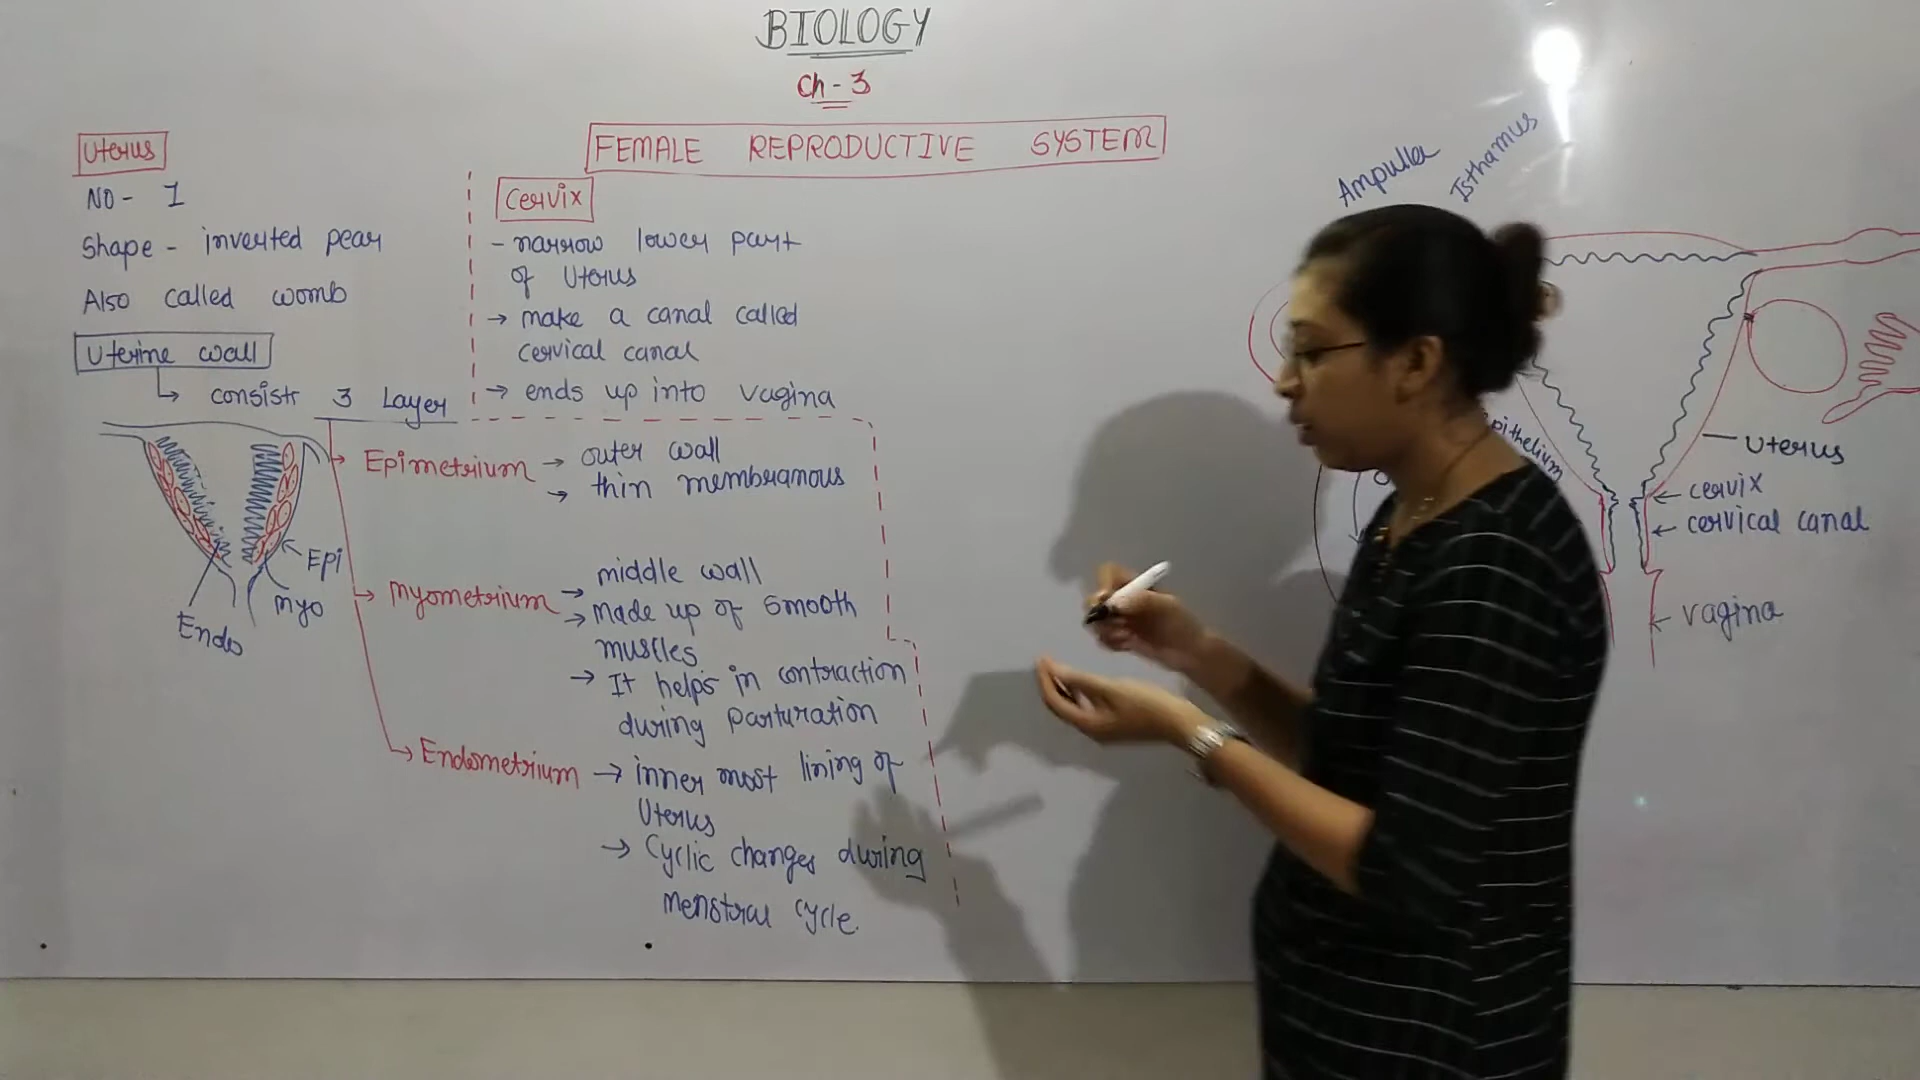 BIOLOGY
Ch - 3
FEMALE REPRODUCTIVE SYSTEM
Uterus
NO - 1
Shape - inverted pear
Also called womb
Uterine wall
↳ consistr 3 Layer
Cervix
- narrow lower part
of Uterus
→ make a canal called
cervical canal
→ ends up into vagina
Epimetrium → outer wall
→ thin membranous
Myometrium → middle wall
→ made up of smooth
muscles
→ It helps in contraction
during parturation
Endometrium → inner most lining of
Uterus
→ Cyclic changes during
menstrual cycle.
Epi
Myo
Endo
Ampulla
Isthamus
pithelium
Uterus
cervix
cervical canal
vagina